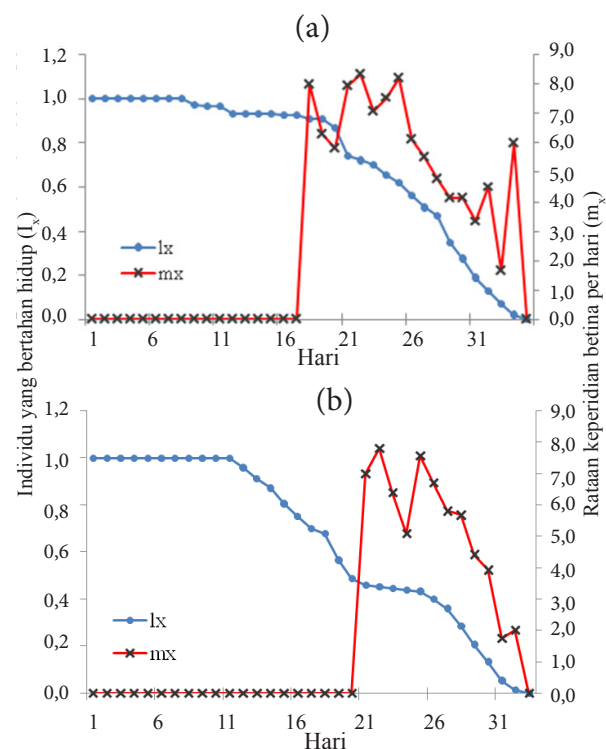 (a)
Individu yang bertahan hidup (Iₓ)
Rataan keperidian betina per hari (mₓ)
1,2
1,0
0,8
0,6
0,4
0,2
0,0
9,0
8,0
7,0
6,0
5,0
4,0
3,0
2,0
1,0
0,0
lx
mx
1 6 11 16 21 26 31
Hari
(b)
1,2
1,0
0,8
0,6
0,4
0,2
0,0
9,0
8,0
7,0
6,0
5,0
4,0
3,0
2,0
1,0
0,0
lx
mx
1 6 11 16 21 26 31
Hari